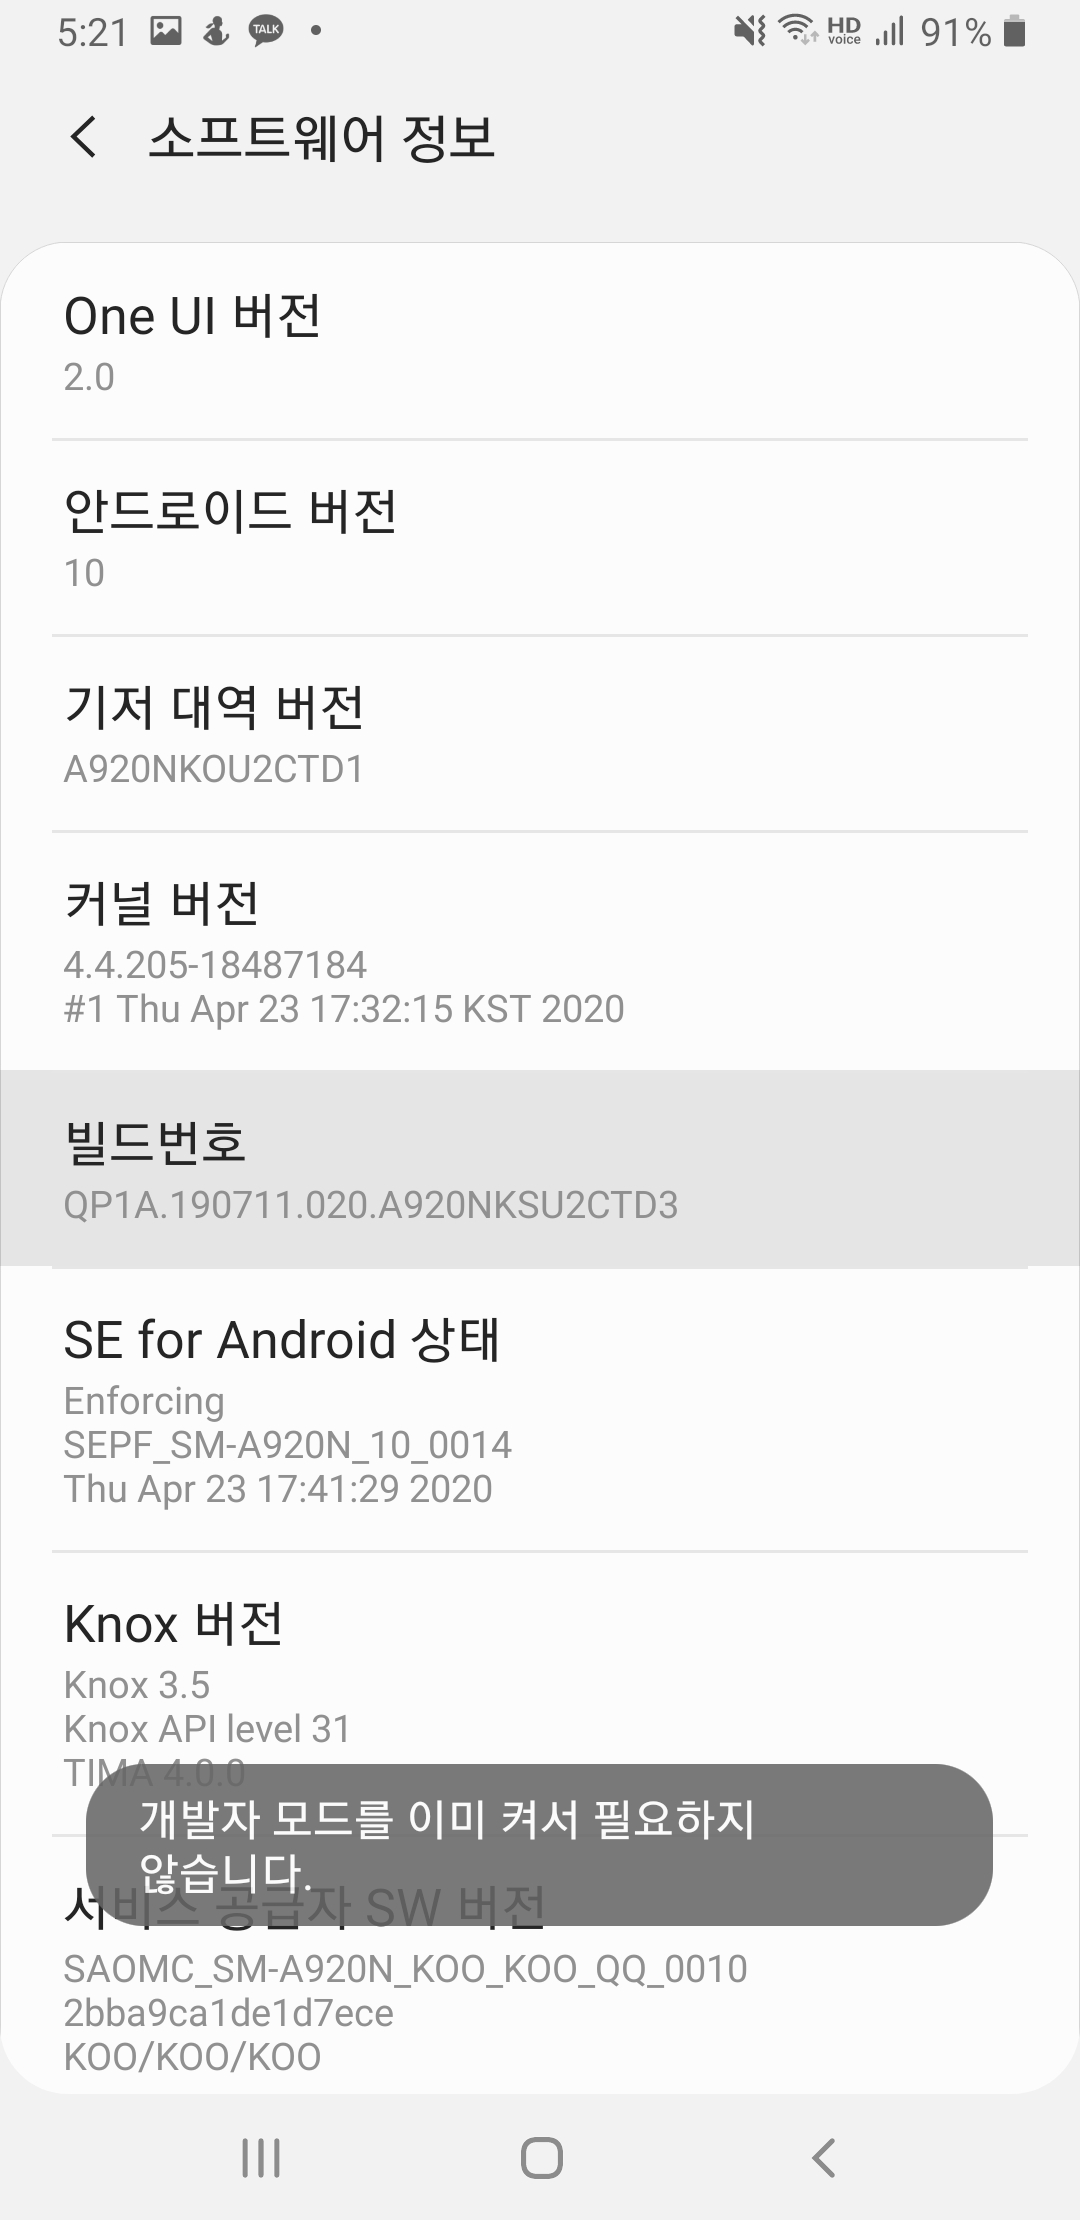 5:21 TALK HD voice 91%
소프트웨어 정보
One UI 버전
2.0
안드로이드 버전
10
기저 대역 버전
A920NKOU2CTD1
커널 버전
4.4.205-18487184
#1 Thu Apr 23 17:32:15 KST 2020
빌드번호
QP1A.190711.020.A920NKSU2CTD3
SE for Android 상태
Enforcing
SEPF_SM-A920N_10_0014
Thu Apr 23 17:41:29 2020
Knox 버전
Knox 3.5
Knox API level 31
TIMA 4.0.0
개발자 모드를 이미 켜서 필요하지
않습니다.
서비스 공급자 SW 버전
SAOMC_SM-A920N_KOO_KOO_QQ_0010
2bba9ca1de1d7ece
KOO/KOO/KOO